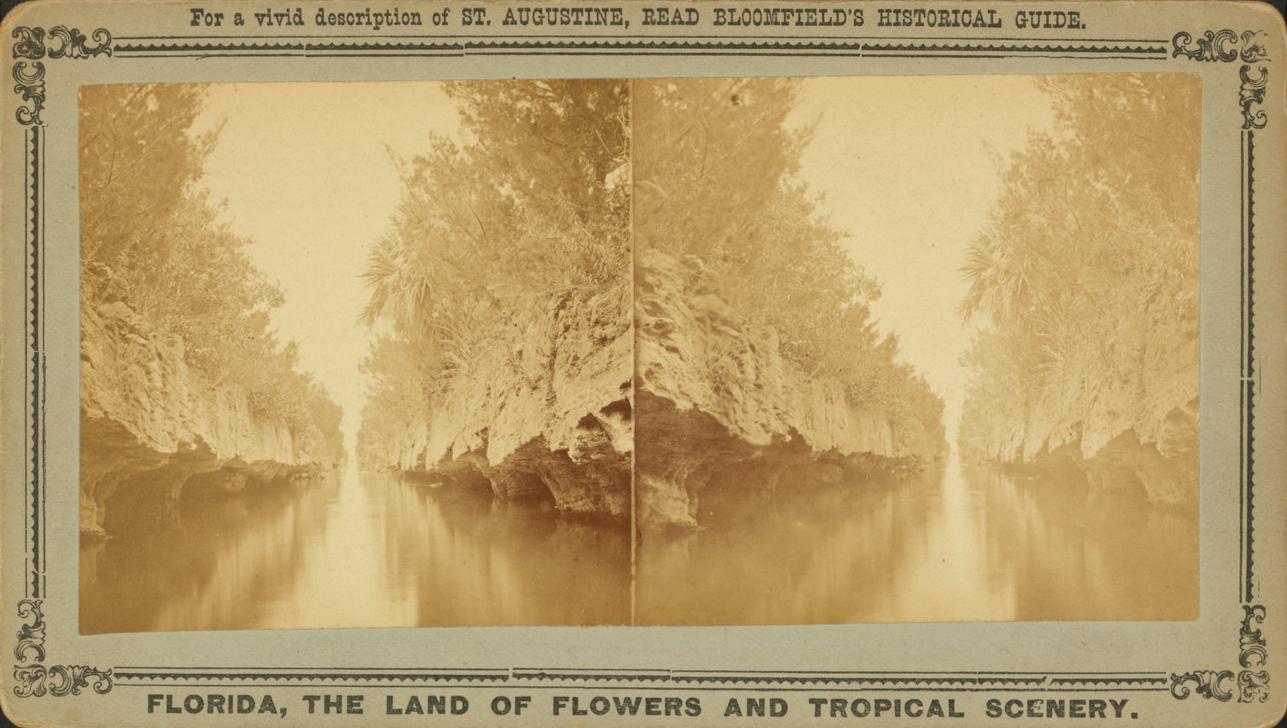 For a vivid description of ST. AUGUSTINE, READ BLOOMFIELD'S HISTORICAL GUIDE.
FLORIDA, THE LAND OF FLOWERS AND TROPICAL SCENERY.